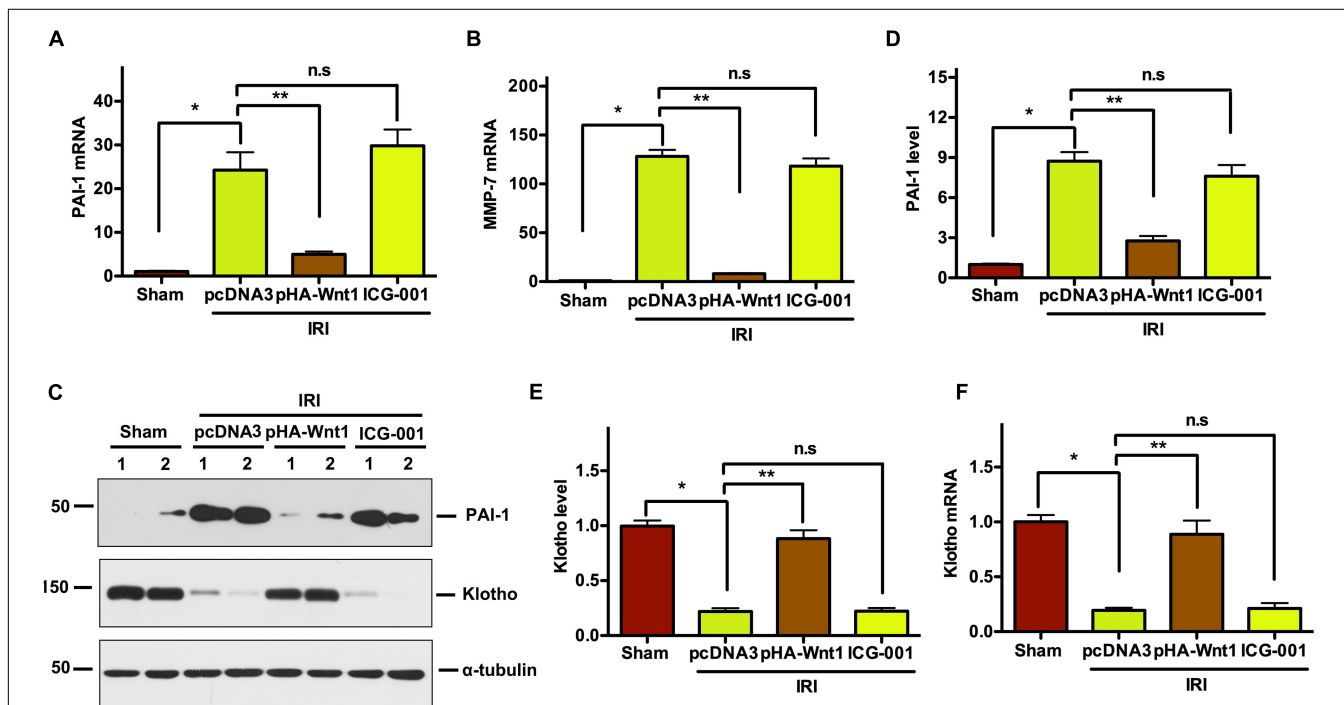 A
PAI-1 mRNA
40
30
20
10
0
*
**
n.s
Sham pcDNA3 pHA-Wnt1 ICG-001
IRI
B
MMP-7 mRNA
200
150
100
50
0
*
**
n.s
Sham pcDNA3 pHA-Wnt1 ICG-001
IRI
D
PAI-1 level
15
12
9
6
3
0
*
**
n.s
Sham pcDNA3 pHA-Wnt1 ICG-001
IRI
C
IRI
Sham pcDNA3 pHA-Wnt1 ICG-001
1 2 1 2 1 2 1 2
50 PAI-1
150 Klotho
50 α-tubulin
E
Klotho level
1.5
1.0
0.5
0.0
*
**
n.s
Sham pcDNA3 pHA-Wnt1 ICG-001
IRI
F
Klotho mRNA
1.5
1.0
0.5
0.0
*
**
n.s
Sham pcDNA3 pHA-Wnt1 ICG-001
IRI